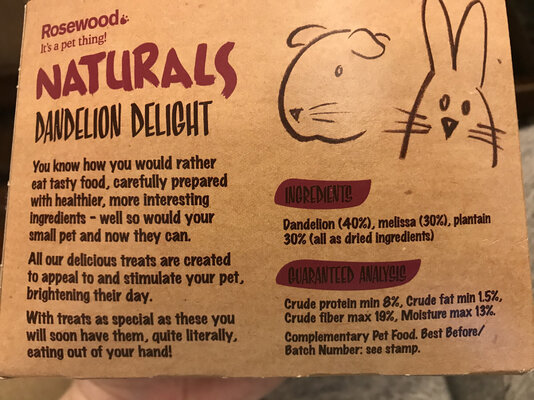 Rosewood
It's a pet thing!
NATURALS
DANDELION DELIGHT
You know how you would rather
eat tasty food, carefully prepared
with healthier, more interesting
ingredients - well so would your
small pet and now they can.
All our delicious treats are created
to appeal to and stimulate your pet,
brightening their day.
With treats as special as these you
will soon have them, quite literally,
eating out of your hand!
INGREDIENTS
Dandelion (40%), melissa (30%), plantain
30% (all as dried ingredients)
GUARANTEED ANALYSIS
Crude protein min 8%, Crude fat min 1.5%,
Crude fiber max 19%, Moisture max 13%.
Complementary Pet Food. Best Before/
Batch Number: see stamp.